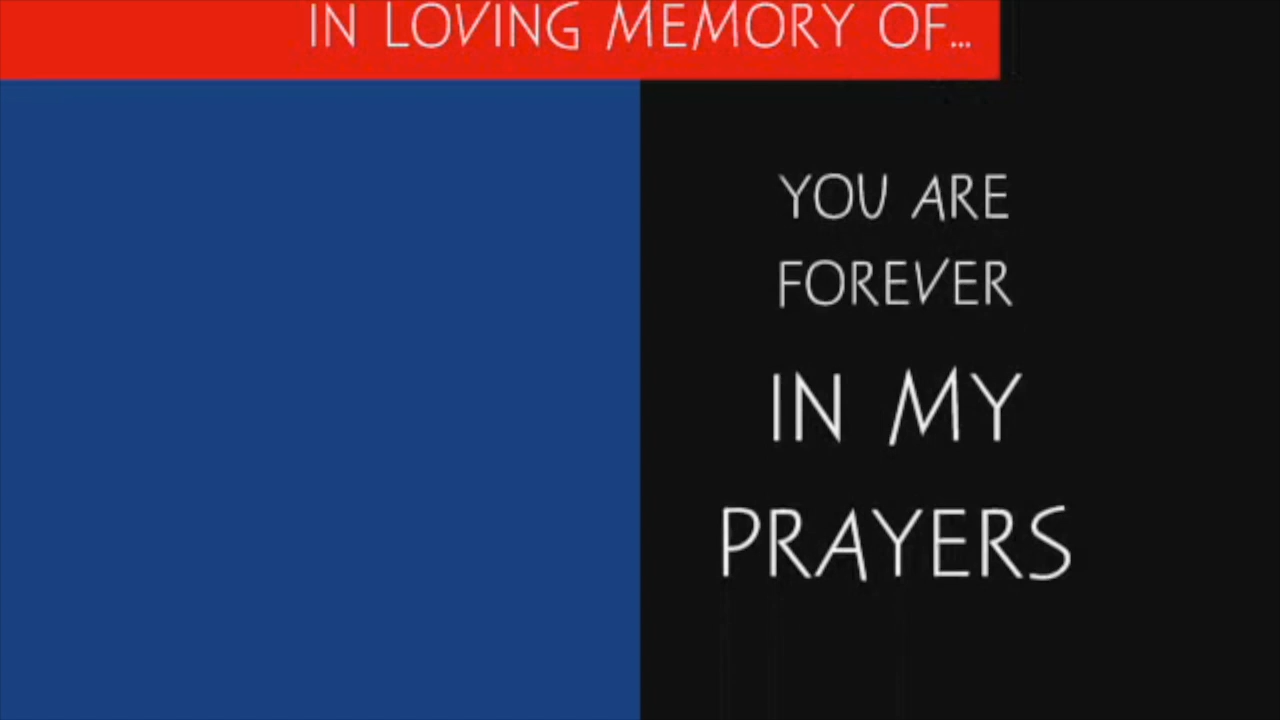 IN LOVING MEMORY OF...
YOU ARE
FOREVER
IN MY
PRAYERS